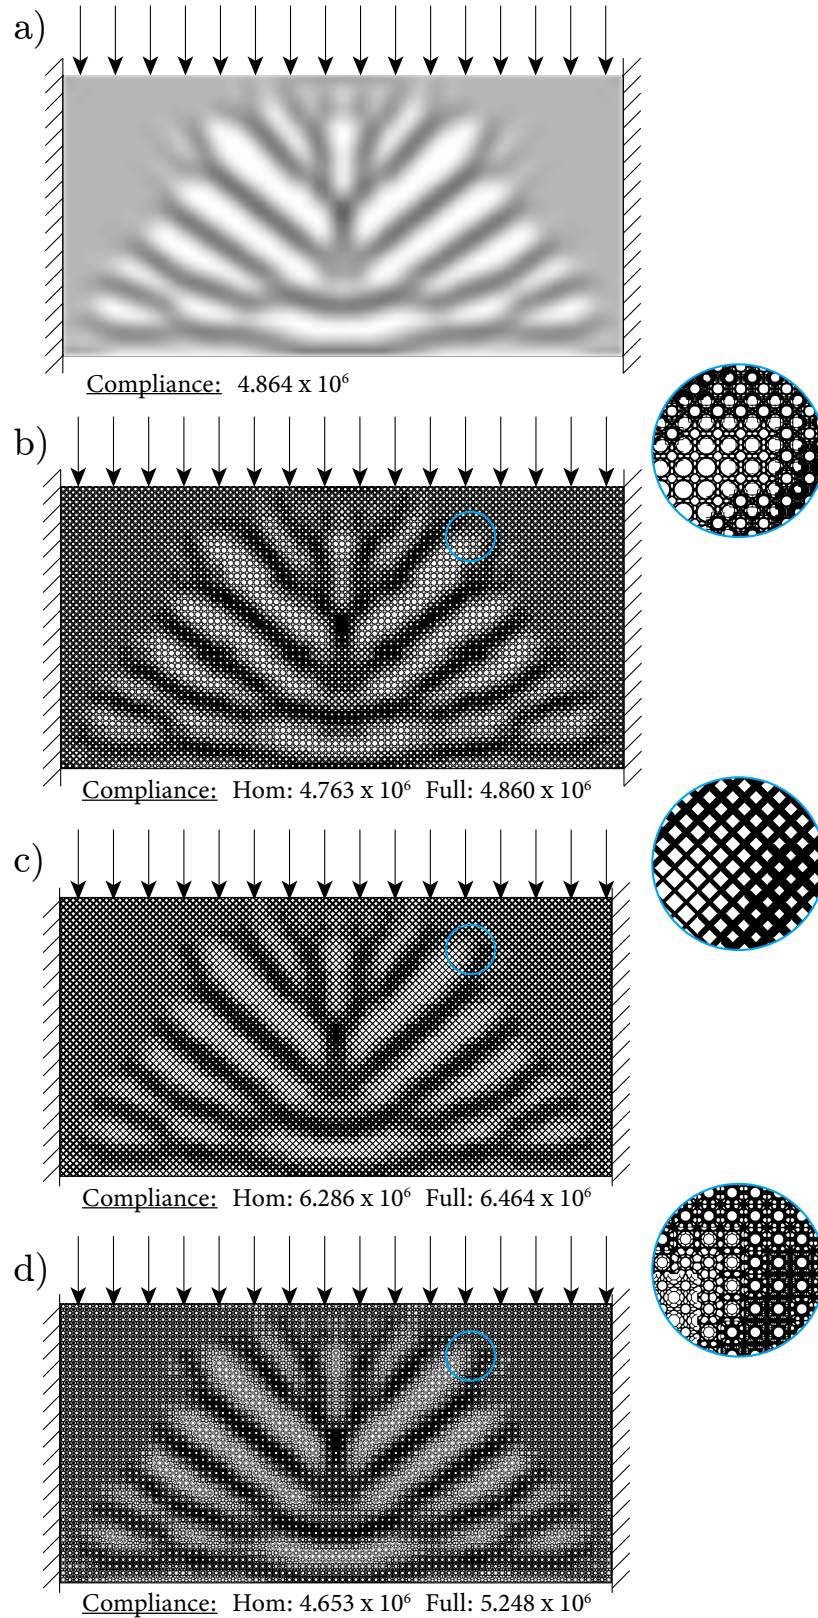 a)
Compliance: 4.864 x 10⁶
b)
Compliance: Hom: 4.763 x 10⁶ Full: 4.860 x 10⁶
c)
Compliance: Hom: 6.286 x 10⁶ Full: 6.464 x 10⁶
d)
Compliance: Hom: 4.653 x 10⁶ Full: 5.248 x 10⁶